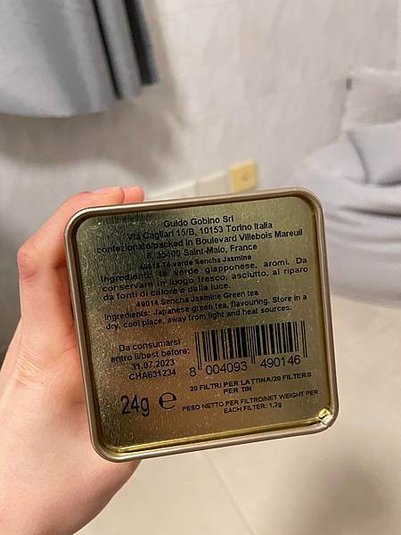 Guido Gobino Srl
Via Cagliari 15/B, 10153 Torino Italia
confezionato/packed in Boulevard Villebois Mareuil
8, 35400 Saint-Malo, France
49014 Tè verde Sencha Jasmine
Ingredienti: tè verde giapponese, aromi. Da
conservare in luogo fresco, asciutto, al riparo
da fonti di calore e dalla luce.
49014 Sencha Jasmine Green tea
Ingredients: Japanese green tea, flavouring. Store in a
dry, cool place, away from light and heat sources.
Da consumarsi
entro il/best before:
31.07.2023
CHA631234
8 004093 490146
20 FILTRI PER LATTINA/20 FILTERS
PER TIN
24g ℮
PESO NETTO PER FILTRO/NET WEIGHT PER
EACH FILTER: 1,2g